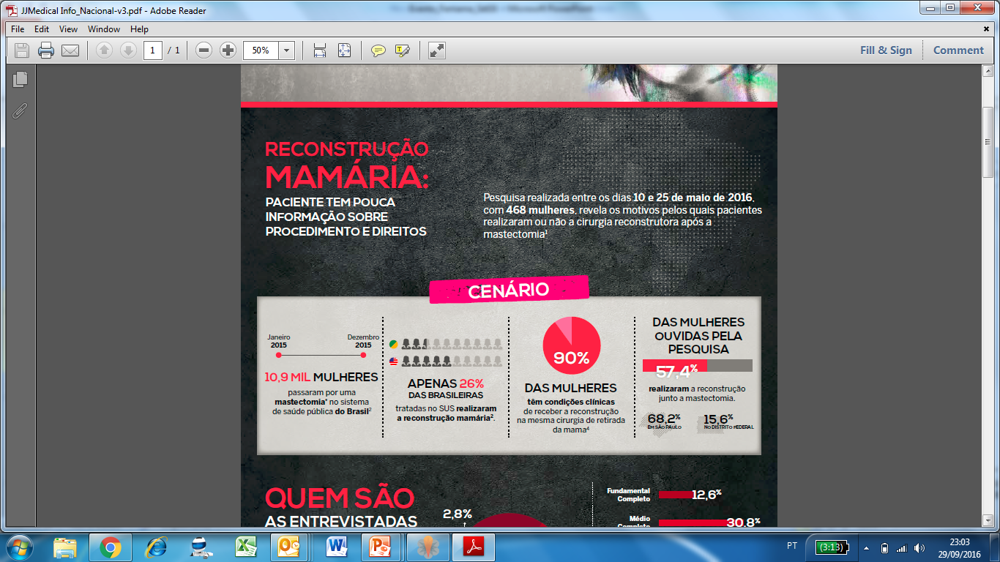 JJMedical Info_Nacional-v3.pdf - Adobe Reader
File Edit View Window Help
1 / 1
50%
Fill & Sign
Comment
RECONSTRUÇÃO
MAMÁRIA:
PACIENTE TEM POUCA
INFORMAÇÃO SOBRE
PROCEDIMENTO E DIREITOS
Pesquisa realizada entre os dias 10 e 25 de maio de 2016,
com 468 mulheres, revela os motivos pelos quais pacientes
realizaram ou não a cirurgia reconstrutora após a
mastectomia¹
CENÁRIO
Janeiro
2015
Dezembro
2015
10,9 MIL MULHERES
passaram por uma
mastectomia* no sistema
de saúde pública do Brasil²
APENAS 26%
DAS BRASILEIRAS
tratadas no SUS realizaram
a reconstrução mamária².
90%
DAS MULHERES
têm condições clínicas
de receber a reconstrução
na mesma cirurgia de retirada
da mama⁴
DAS MULHERES
OUVIDAS PELA
PESQUISA
57,4%
realizaram a reconstrução
junto a mastectomia.
68,2%
EM SÃO PAULO
15,6%
NO DISTRITO FEDERAL
QUEM SÃO
AS ENTREVISTADAS
2,8%
Fundamental
Completo
12,6%
Médio
Completo
30,8%
PT
(3:13)
23:03
29/09/2016